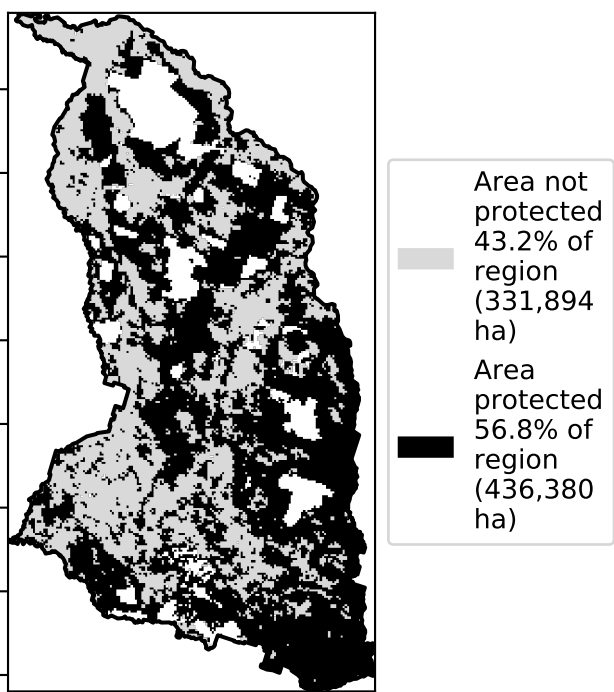 Area not
protected
43.2% of
region
(331,894
ha)
Area
protected
56.8% of
region
(436,380
ha)